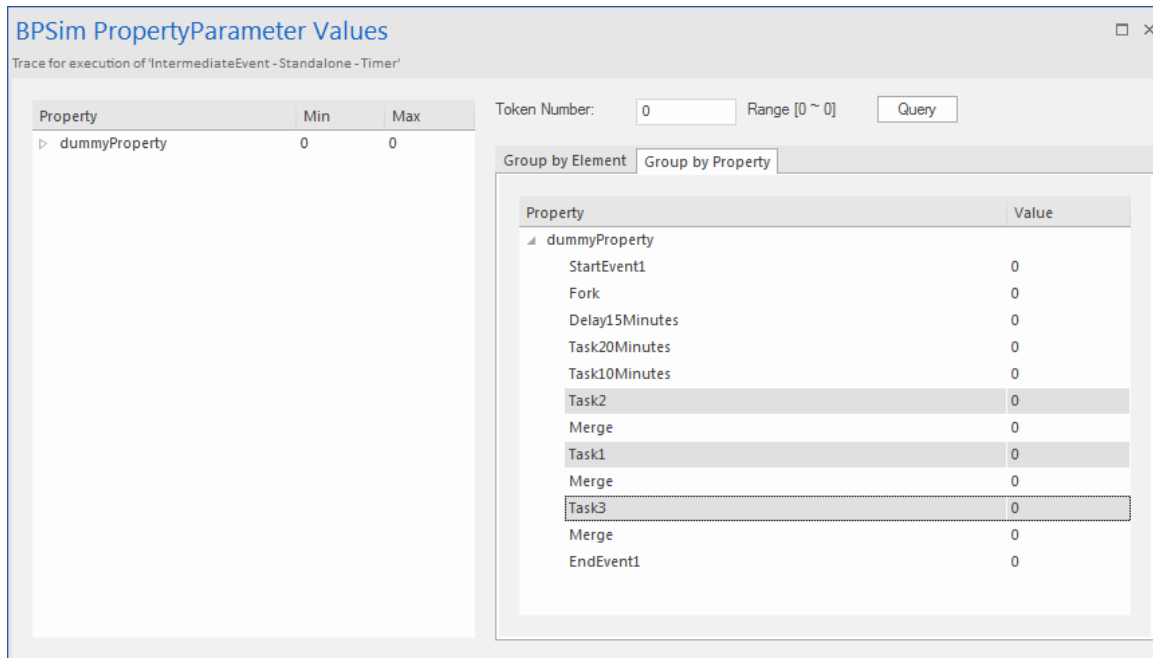 BPSim PropertyParameter Values
Trace for execution of 'IntermediateEvent - Standalone - Timer'
Property Min Max
dummyProperty 0 0
Token Number: 0 Range [0 ~ 0] Query
Group by Element Group by Property
Property Value
dummyProperty
StartEvent1 0
Fork 0
Delay15Minutes 0
Task20Minutes 0
Task10Minutes 0
Task2 0
Merge 0
Task1 0
Merge 0
Task3 0
Merge 0
EndEvent1 0